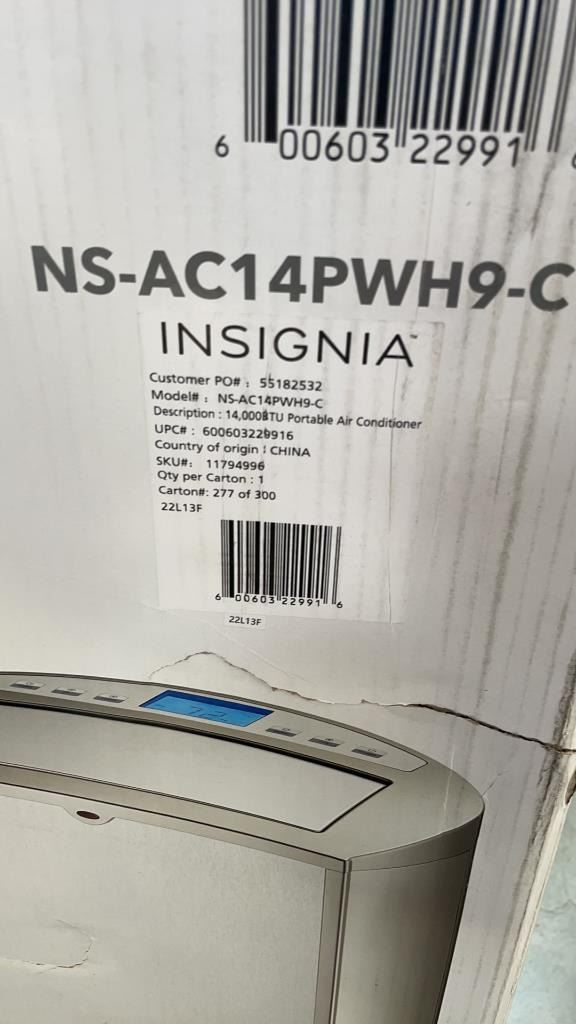 6 00603 22991
NS-AC14PWH9-C
INSIGNIA™
Customer PO# : 55182532
Model# : NS-AC14PWH9-C
Description : 14,000BTU Portable Air Conditioner
UPC# : 600603229916
Country of origin : CHINA
SKU#: 11794996
Qty per Carton : 1
Carton#: 277 of 300
22L13F
6 00603 22991 6
22L13F
72